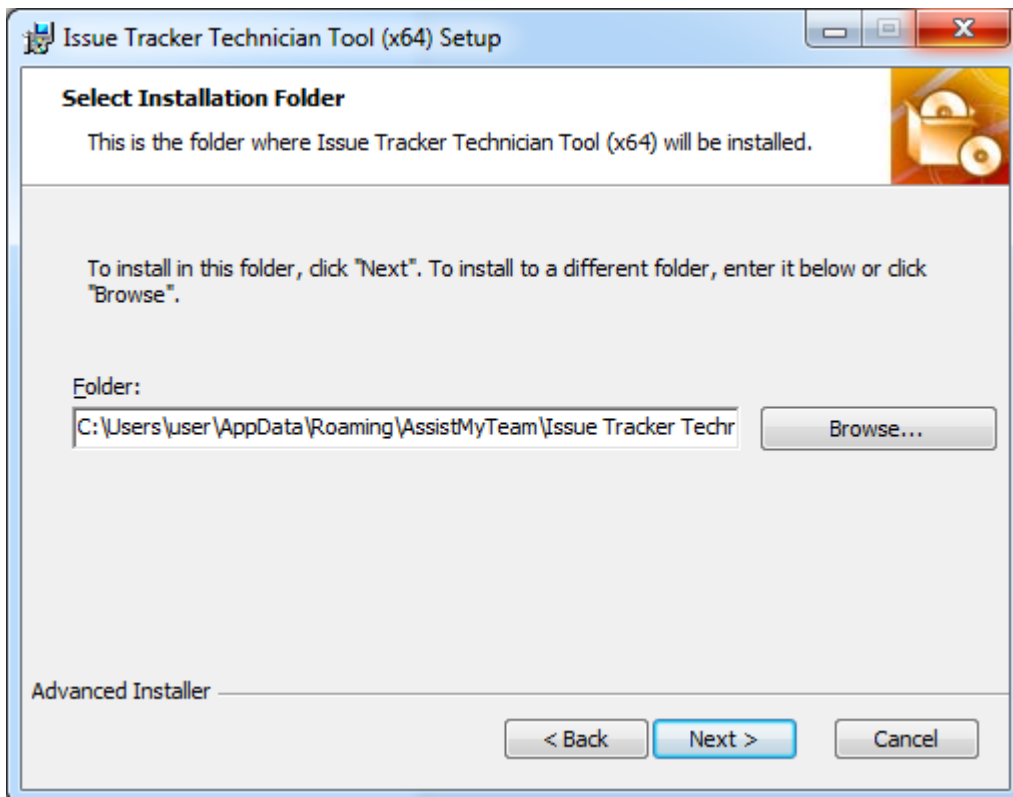 Issue Tracker Technician Tool (x64) Setup
Select Installation Folder
This is the folder where Issue Tracker Technician Tool (x64) will be installed.
To install in this folder, click "Next". To install to a different folder, enter it below or click
"Browse".
Folder:
C:\Users\user\AppData\Roaming\AssistMyTeam\Issue Tracker Techr
Browse...
Advanced Installer
< Back
Next >
Cancel